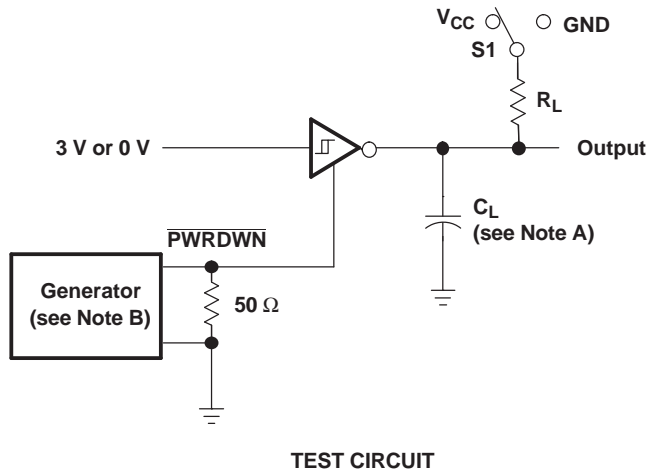 VCC
GND
S1
RL
3 V or 0 V
Output
CL
(see Note A)
PWRDWN
Generator
(see Note B)
50 Ω
TEST CIRCUIT